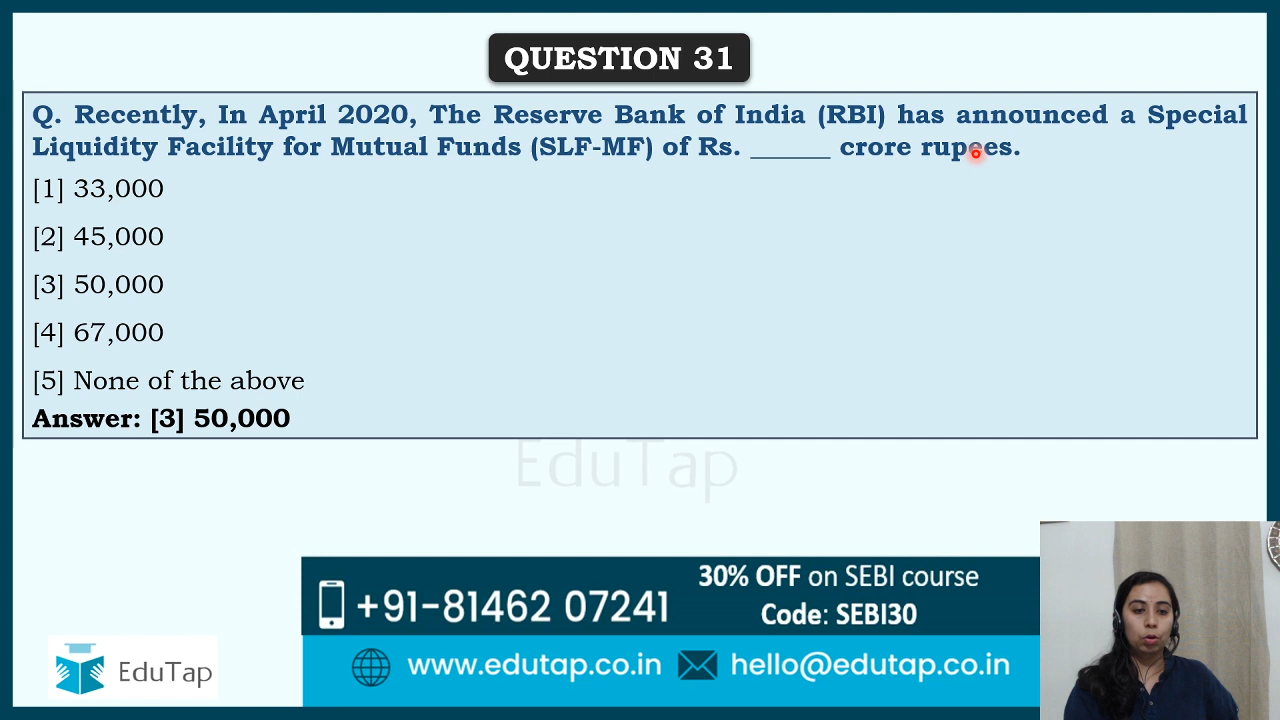 QUESTION 31
Q. Recently, In April 2020, The Reserve Bank of India (RBI) has announced a Special
Liquidity Facility for Mutual Funds (SLF-MF) of Rs. ______ crore rupees.
[1] 33,000
[2] 45,000
[3] 50,000
[4] 67,000
[5] None of the above
Answer: [3] 50,000
EduTap
+91-81462 07241
30% OFF on SEBI course
Code: SEBI30
EduTap
www.edutap.co.in
hello@edutap.co.in